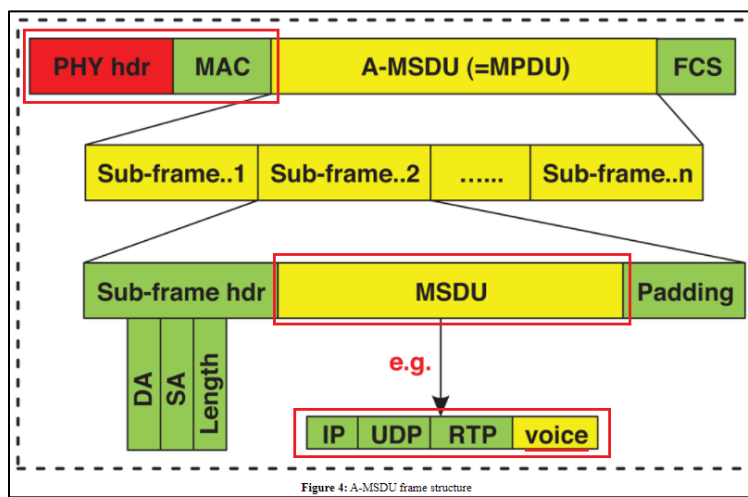 PHY hdr MAC A-MSDU (=MPDU) FCS
Sub-frame..1 Sub-frame..2 ...... Sub-frame..n
Sub-frame hdr MSDU Padding
DA
SA
Length
e.g.
IP UDP RTP voice
Figure 4: A-MSDU frame structure